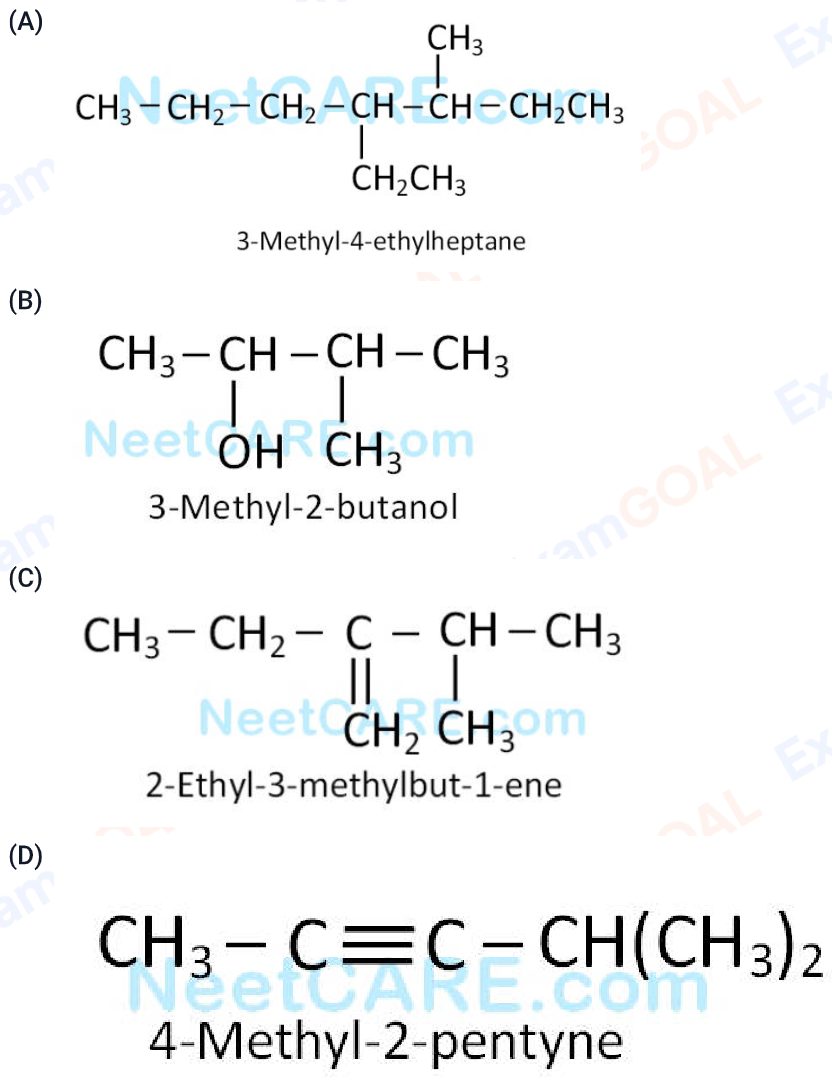 (A)
CH₃
CH₃–CH₂–CH₂–CH–CH–CH₂CH₃
CH₂CH₃
3-Methyl-4-ethylheptane
(B)
CH₃–CH–CH–CH₃
OH CH₃
NeetCARE.com
3-Methyl-2-butanol
(C)
CH₃–CH₂–C–CH–CH₃
CH₂ CH₃
NeetCARE.com
2-Ethyl-3-methylbut-1-ene
(D)
CH₃–C≡C–CH(CH₃)₂
NeetCARE.com
4-Methyl-2-pentyne